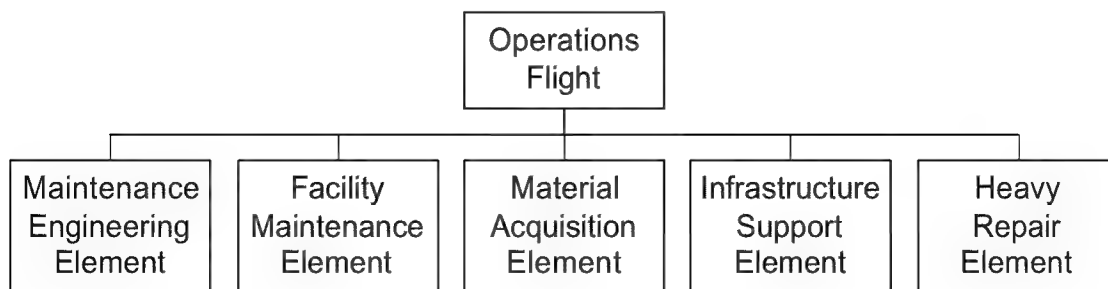 Operations
Flight
Maintenance
Engineering
Element
Facility
Maintenance
Element
Material
Acquisition
Element
Infrastructure
Support
Element
Heavy
Repair
Element